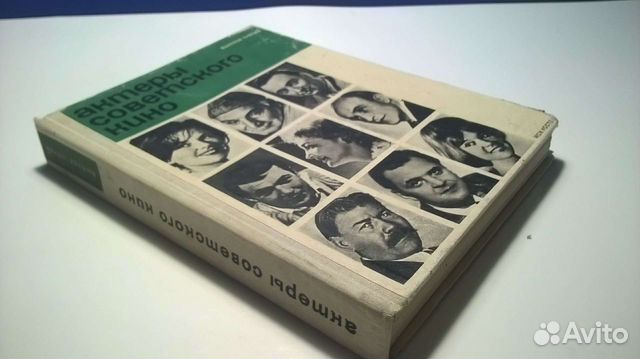 актеры
советского
кино
актеры советского кино
Avito